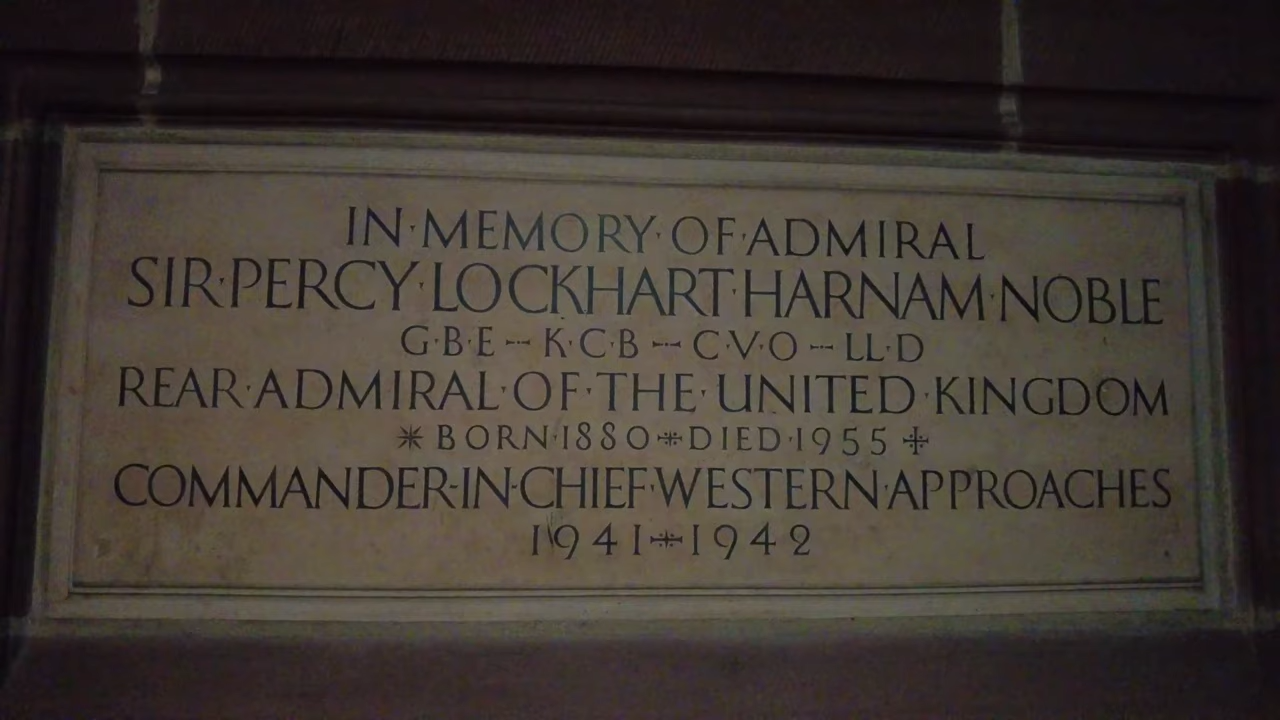 IN·MEMORY·OF·ADMIRAL
SIR·PERCY·LOCKHART·HARNAM·NOBLE
G·B·E – K·C·B – C·V·O – LL·D
REAR·ADMIRAL·OF·THE·UNITED·KINGDOM
BORN·1880 DIED·1955
COMMANDER-IN-CHIEF·WESTERN·APPROACHES
1941 1942